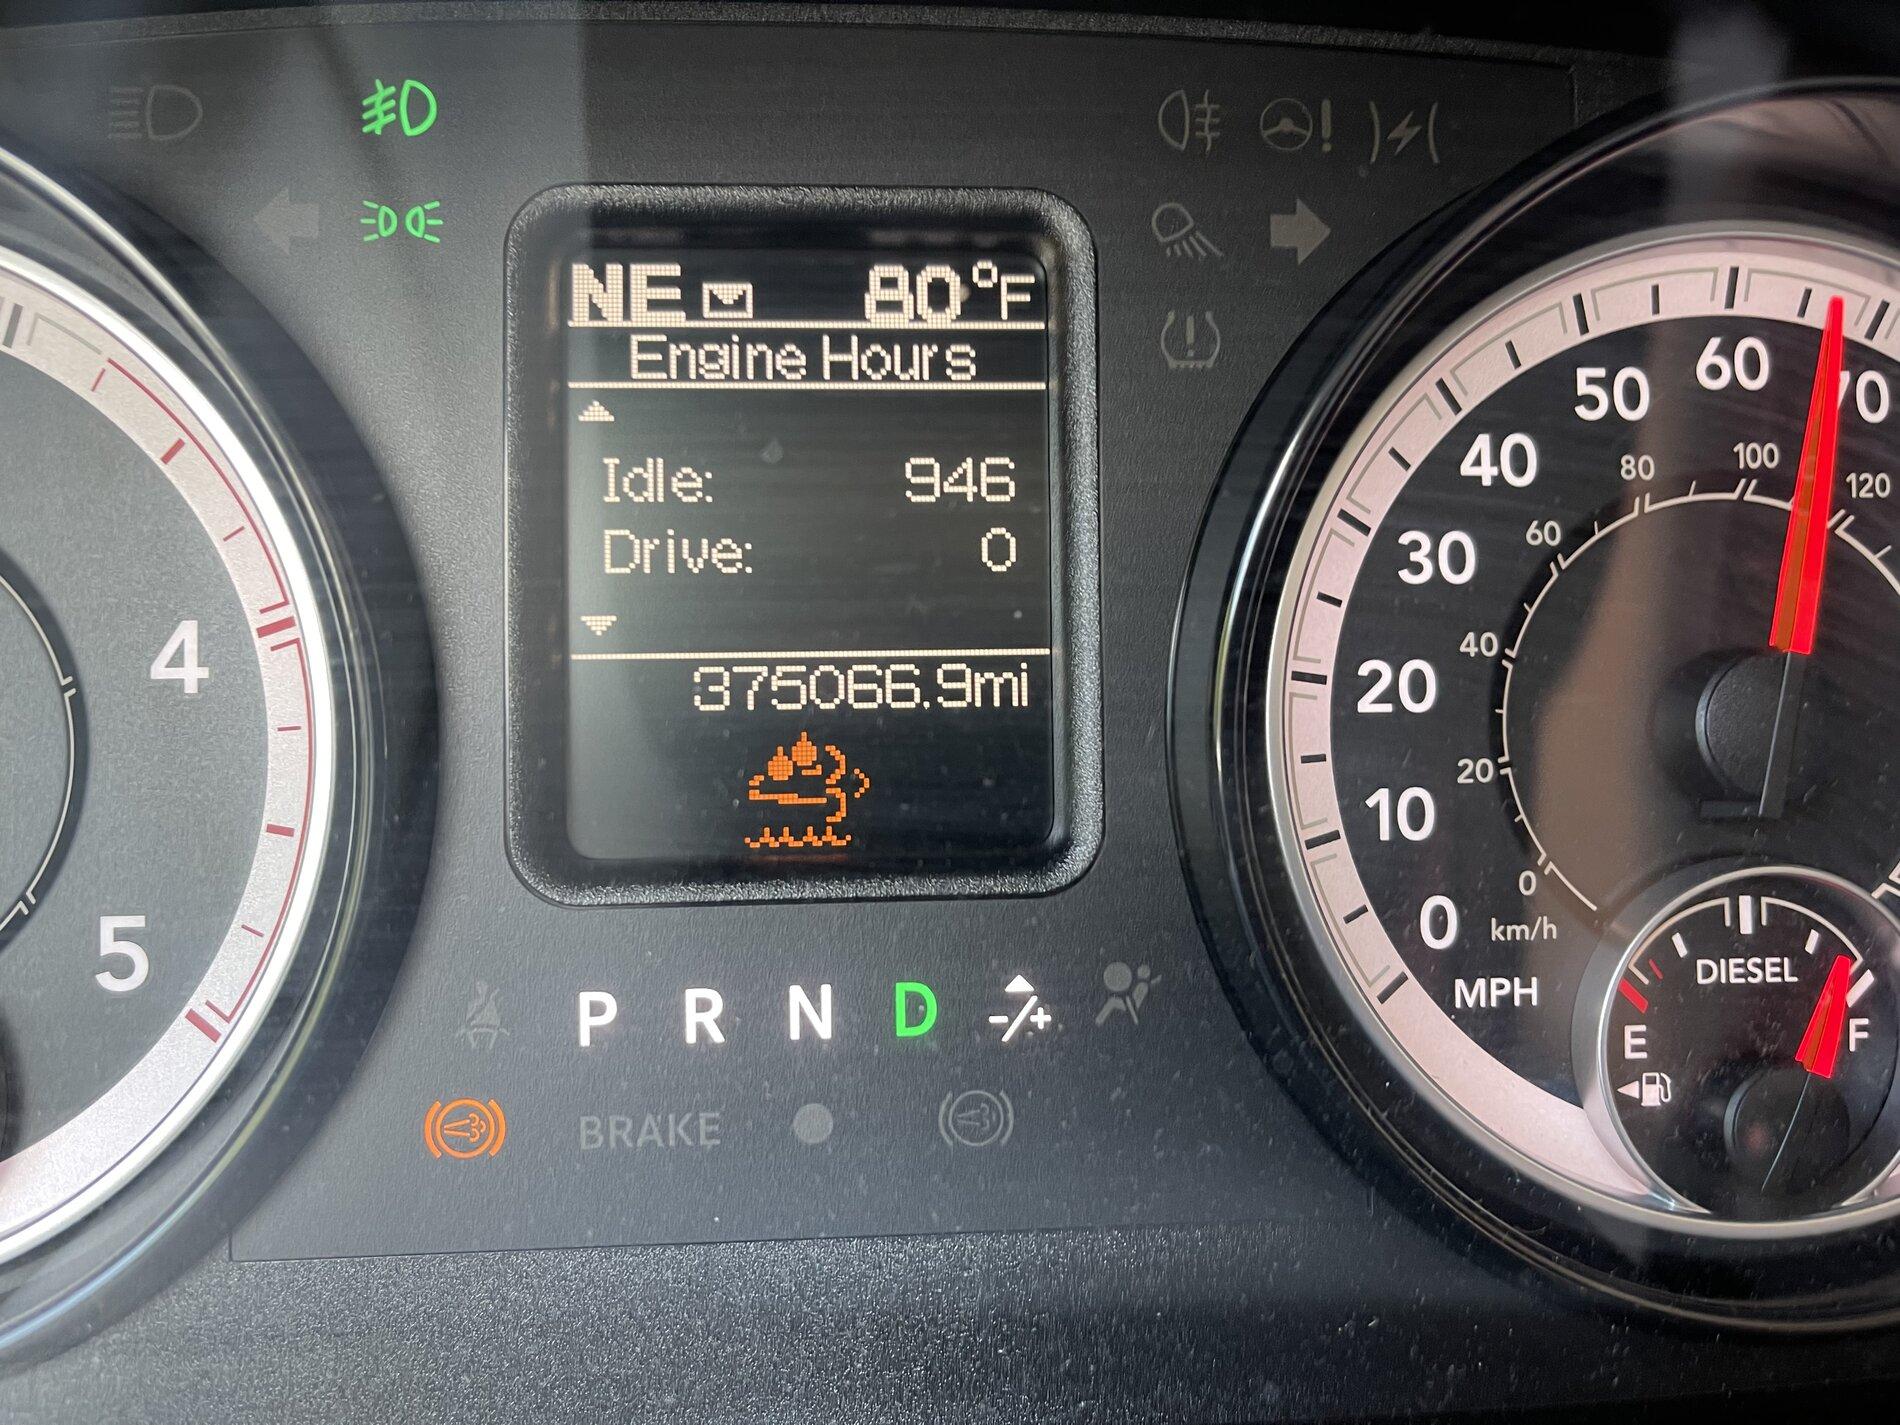 NE 80°F
Engine Hours
Idle: 946
Drive: 0
375066.9mi
4
5
P R N D -/+
BRAKE
0
10
20
30
40
50
60
70
0
20
40
60
80
100
120
km/h
MPH
DIESEL
E F